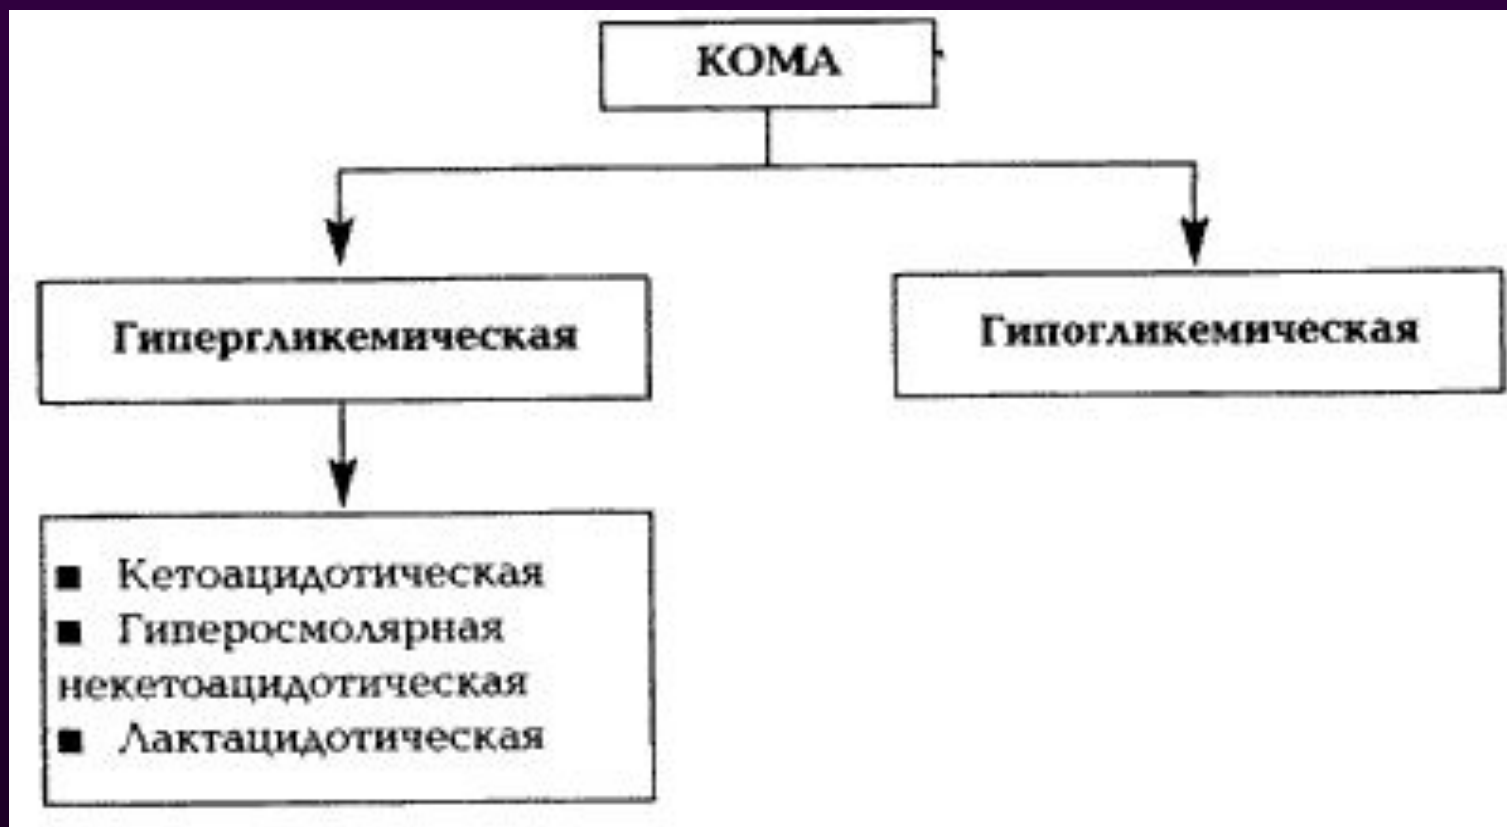 КОМА
Гипергликемическая
Гипогликемическая
■ Кетоацидотическая
■ Гиперосмолярная
некетоацидотическая
■ Лактацидотическая